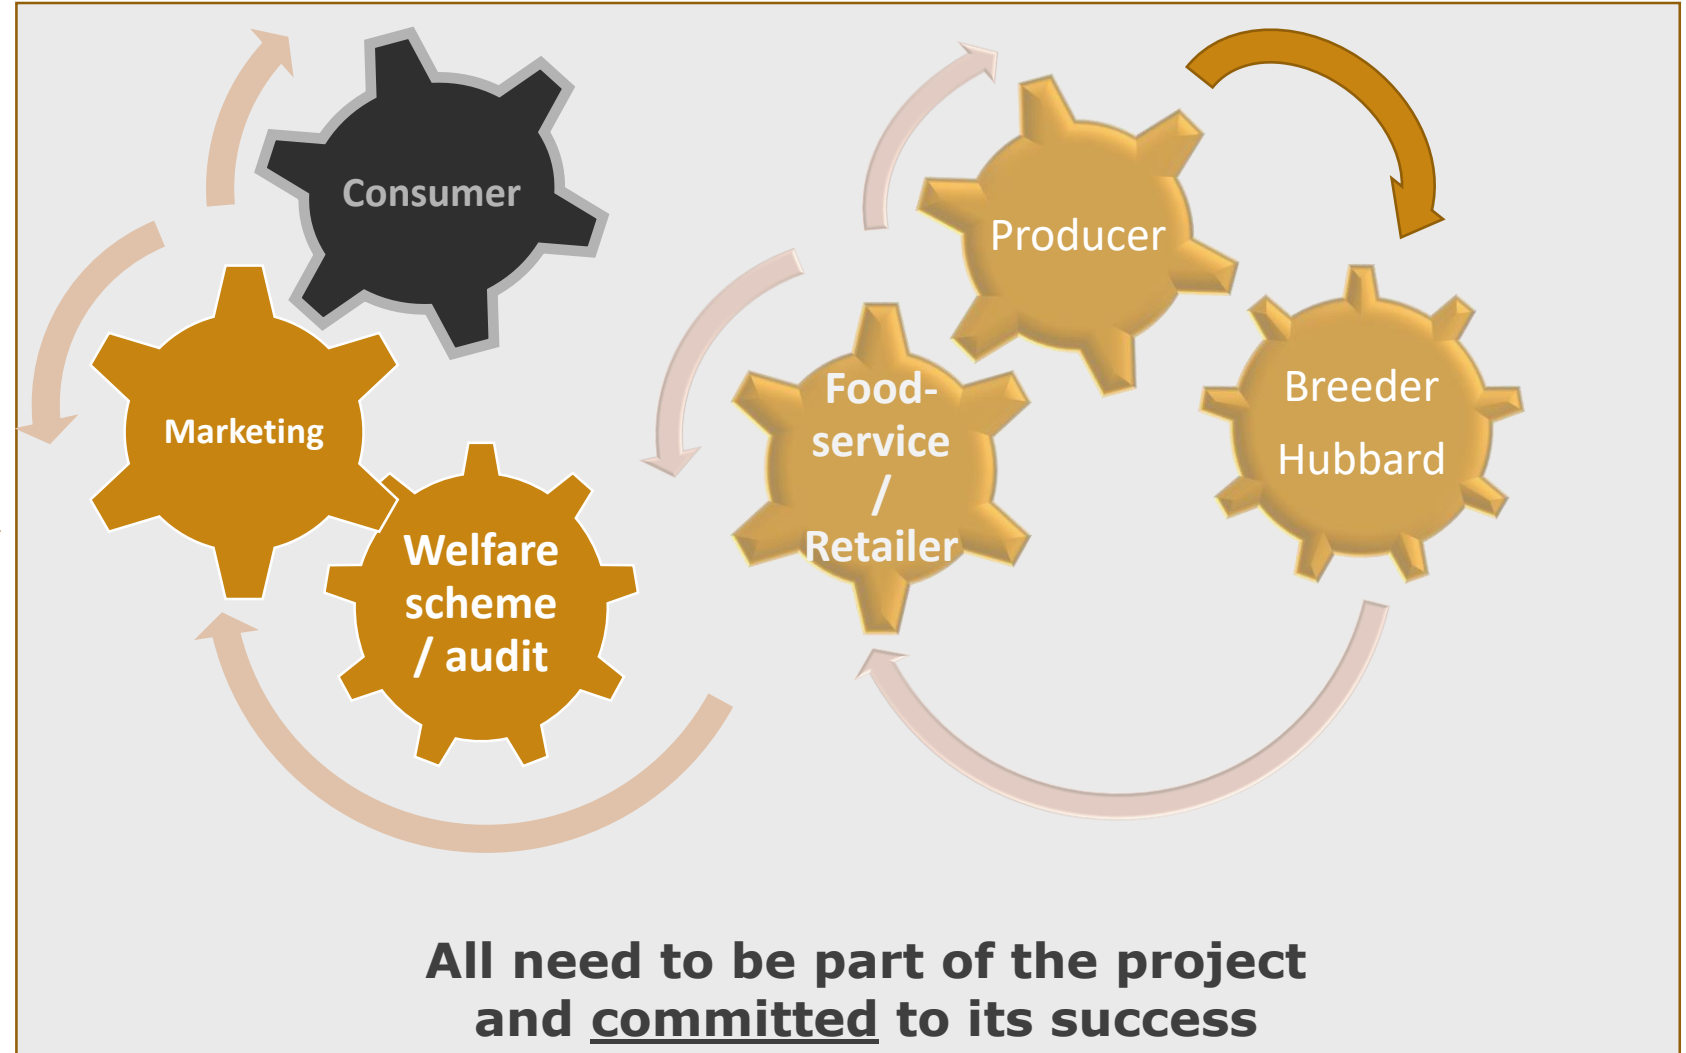 Consumer
Marketing
Welfare
scheme
/ audit
Food-
service
/
Retailer
Producer
Breeder
Hubbard
All need to be part of the project
and committed to its success